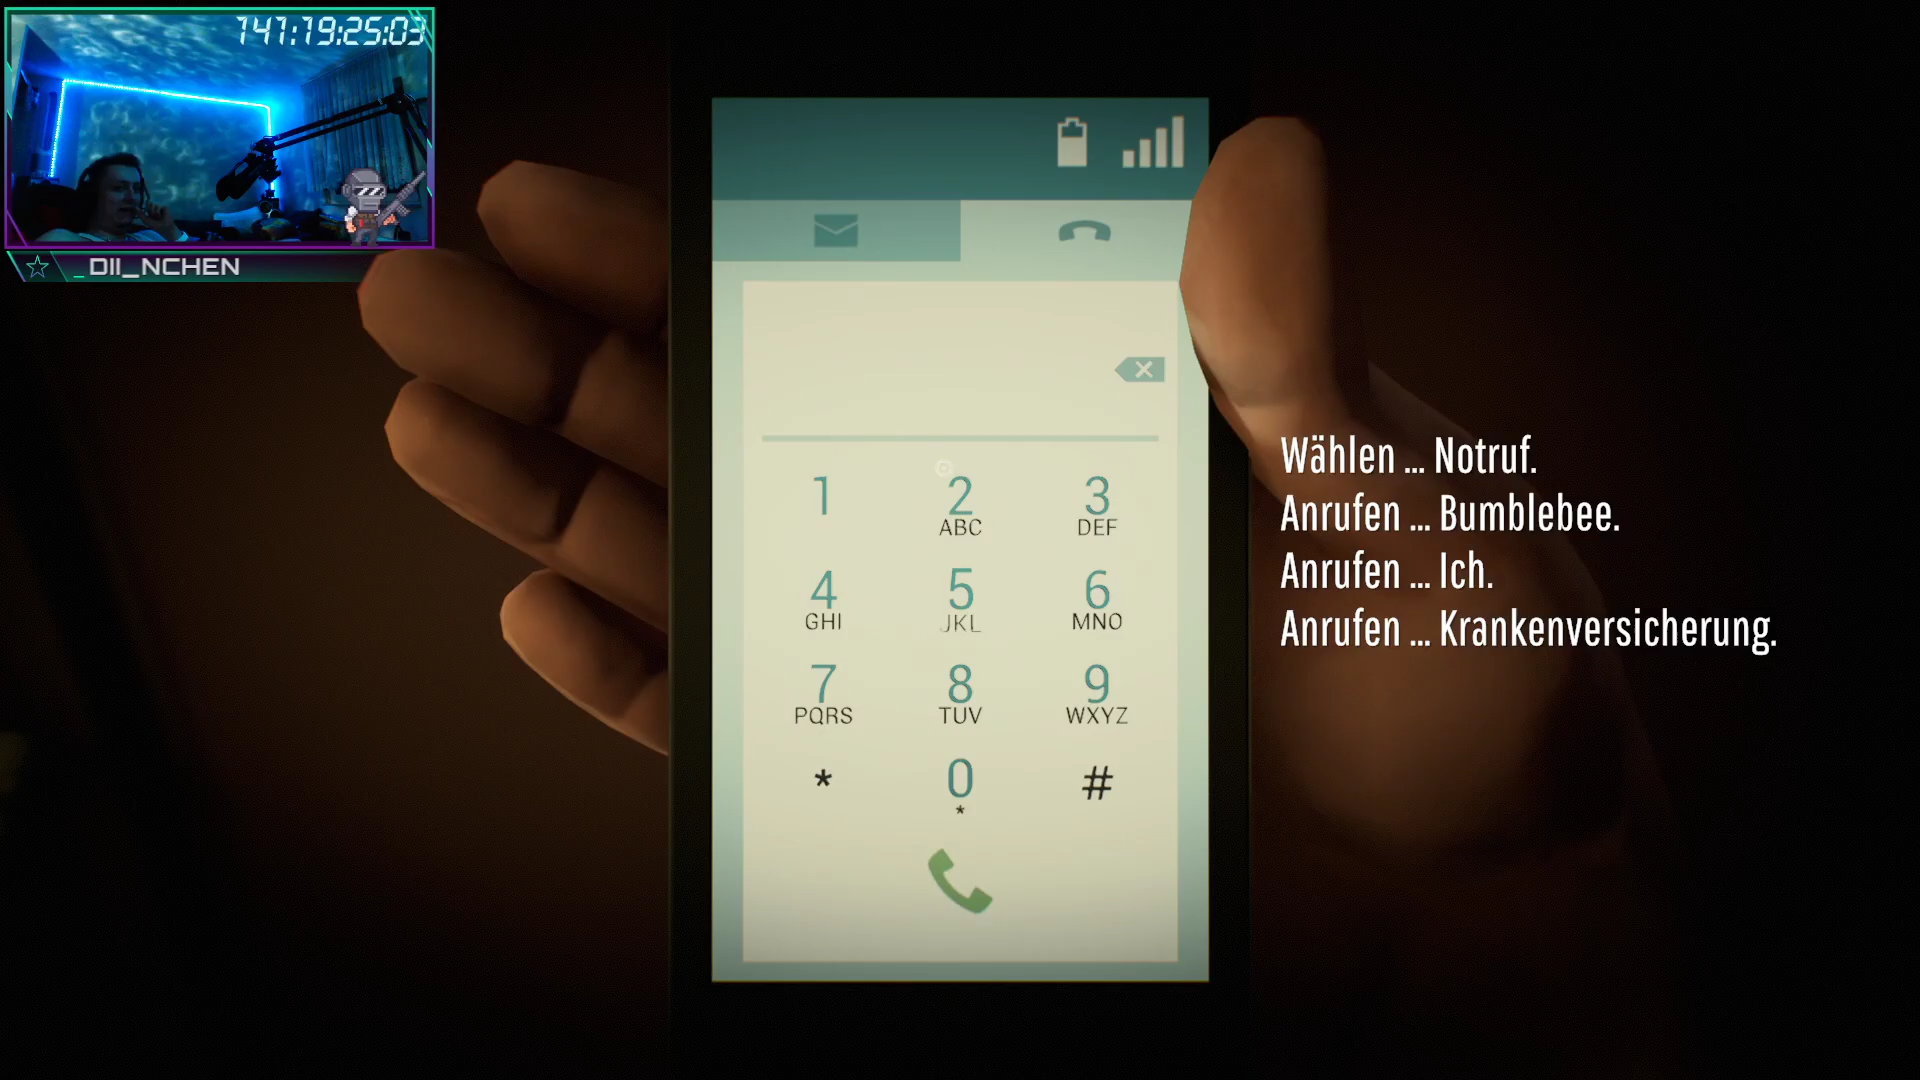 141:19:25:03
_DII_NCHEN
1
2
3
ABC
DEF
4
5
6
GHI
JKL
MNO
7
8
9
PQRS
TUV
WXYZ
*
0
#
*
Wählen ... Notruf.
Anrufen ... Bumblebee.
Anrufen ... Ich.
Anrufen ... Krankenversicherung.